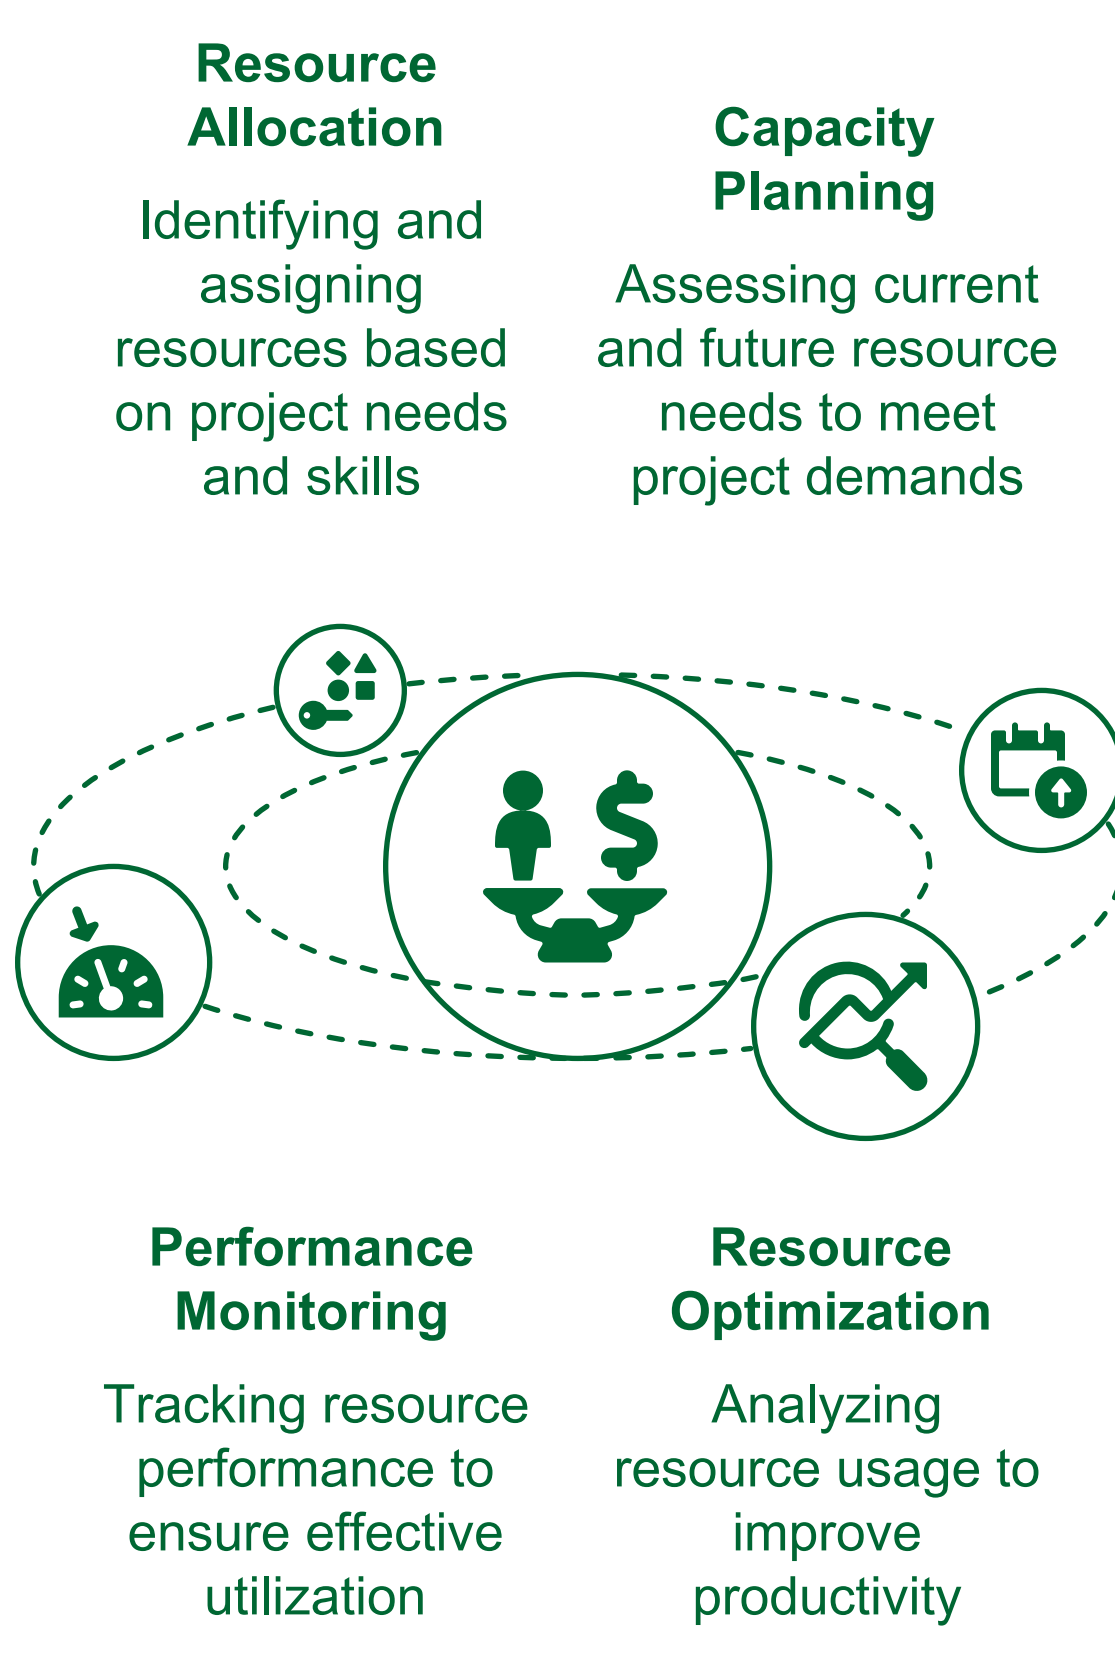 Resource
Allocation
Identifying and
assigning
resources based
on project needs
and skills
Capacity
Planning
Assessing current
and future resource
needs to meet
project demands
Performance
Monitoring
Tracking resource
performance to
ensure effective
utilization
Resource
Optimization
Analyzing
resource usage to
improve
productivity